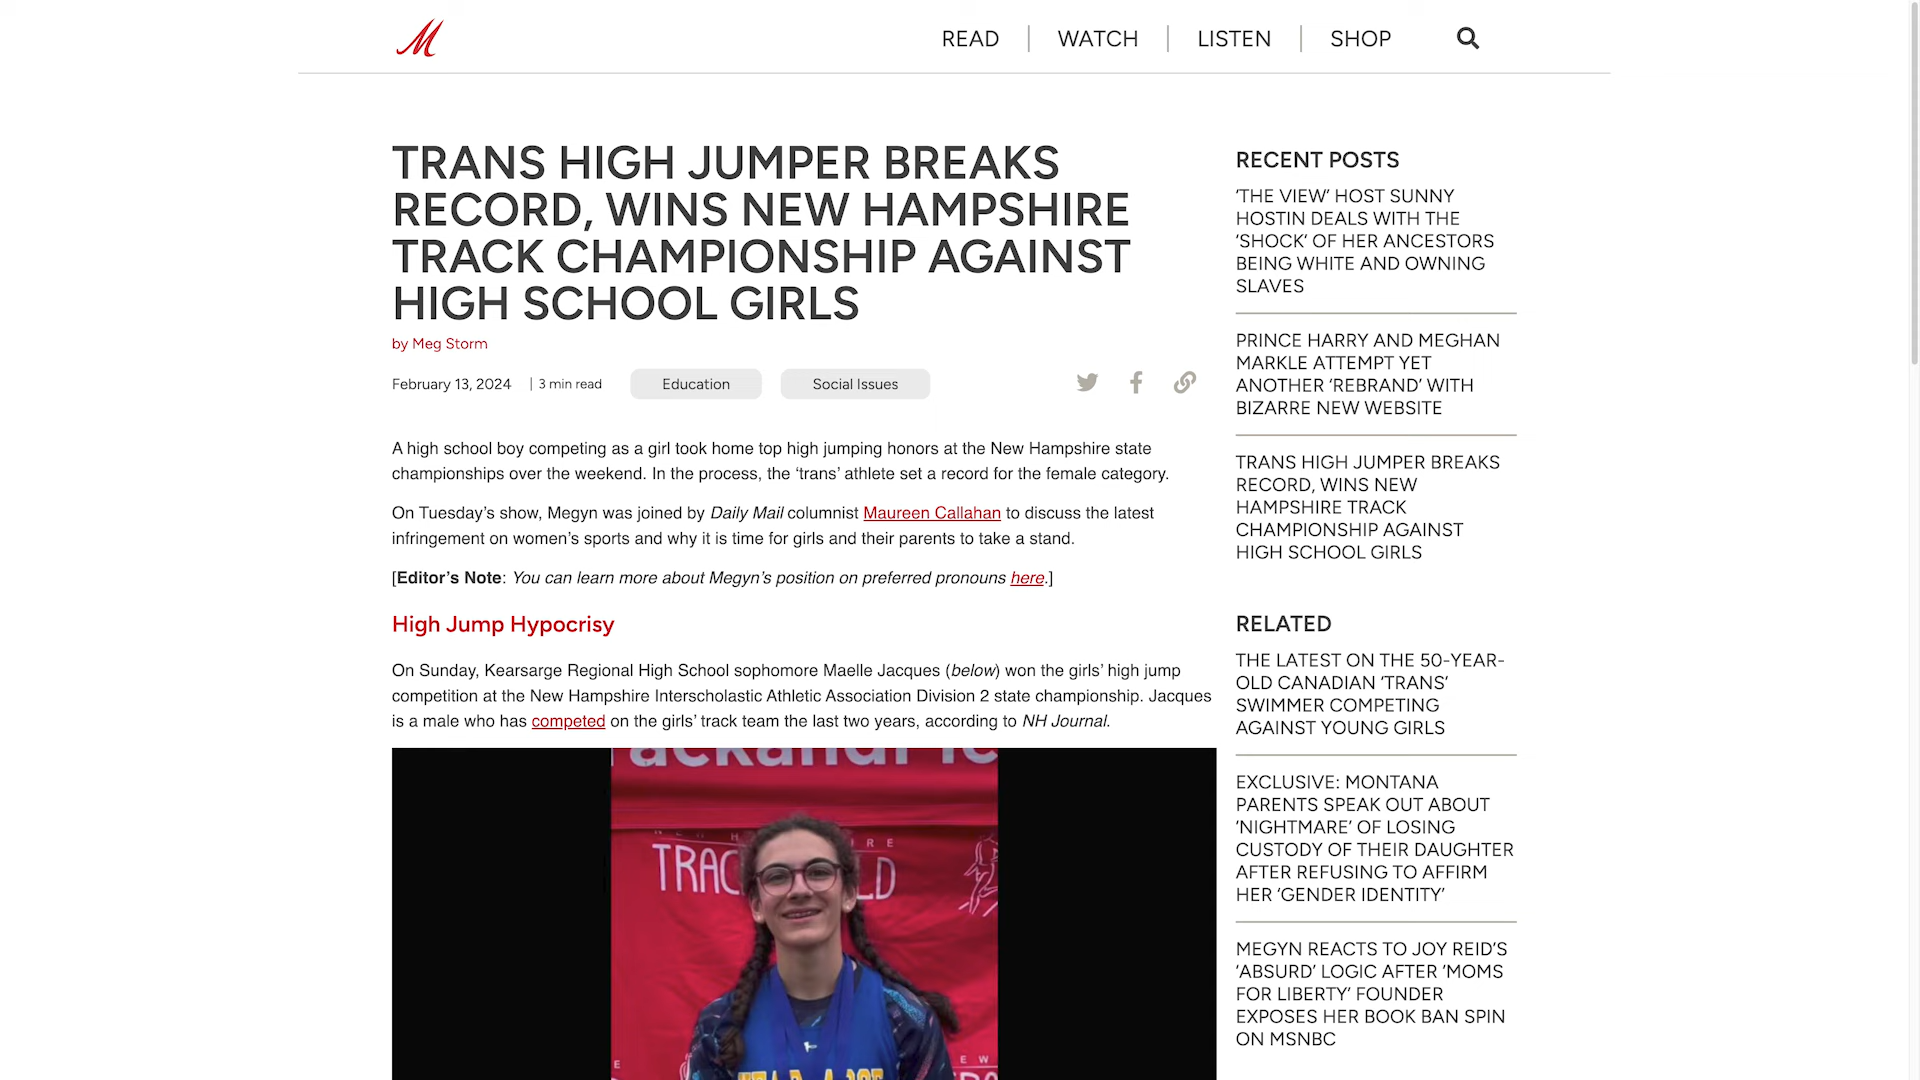 M
READ
WATCH
LISTEN
SHOP
TRANS HIGH JUMPER BREAKS
RECORD, WINS NEW HAMPSHIRE
TRACK CHAMPIONSHIP AGAINST
HIGH SCHOOL GIRLS
by Meg Storm
February 13, 2024 | 3 min read
Education
Social Issues
A high school boy competing as a girl took home top high jumping honors at the New Hampshire state
championships over the weekend. In the process, the ‘trans’ athlete set a record for the female category.
On Tuesday’s show, Megyn was joined by Daily Mail columnist Maureen Callahan to discuss the latest
infringement on women’s sports and why it is time for girls and their parents to take a stand.
[Editor’s Note: You can learn more about Megyn’s position on preferred pronouns here.]
High Jump Hypocrisy
On Sunday, Kearsarge Regional High School sophomore Maelle Jacques (below) won the girls’ high jump
competition at the New Hampshire Interscholastic Athletic Association Division 2 state championship. Jacques
is a male who has competed on the girls’ track team the last two years, according to NH Journal.
RECENT POSTS
‘THE VIEW’ HOST SUNNY
HOSTIN DEALS WITH THE
‘SHOCK’ OF HER ANCESTORS
BEING WHITE AND OWNING
SLAVES
PRINCE HARRY AND MEGHAN
MARKLE ATTEMPT YET
ANOTHER ‘REBRAND’ WITH
BIZARRE NEW WEBSITE
TRANS HIGH JUMPER BREAKS
RECORD, WINS NEW
HAMPSHIRE TRACK
CHAMPIONSHIP AGAINST
HIGH SCHOOL GIRLS
RELATED
THE LATEST ON THE 50-YEAR-
OLD CANADIAN ‘TRANS’
SWIMMER COMPETING
AGAINST YOUNG GIRLS
EXCLUSIVE: MONTANA
PARENTS SPEAK OUT ABOUT
‘NIGHTMARE’ OF LOSING
CUSTODY OF THEIR DAUGHTER
AFTER REFUSING TO AFFIRM
HER ‘GENDER IDENTITY’
MEGYN REACTS TO JOY REID’S
‘ABSURD’ LOGIC AFTER ‘MOMS
FOR LIBERTY’ FOUNDER
EXPOSES HER BOOK BAN SPIN
ON MSNBC